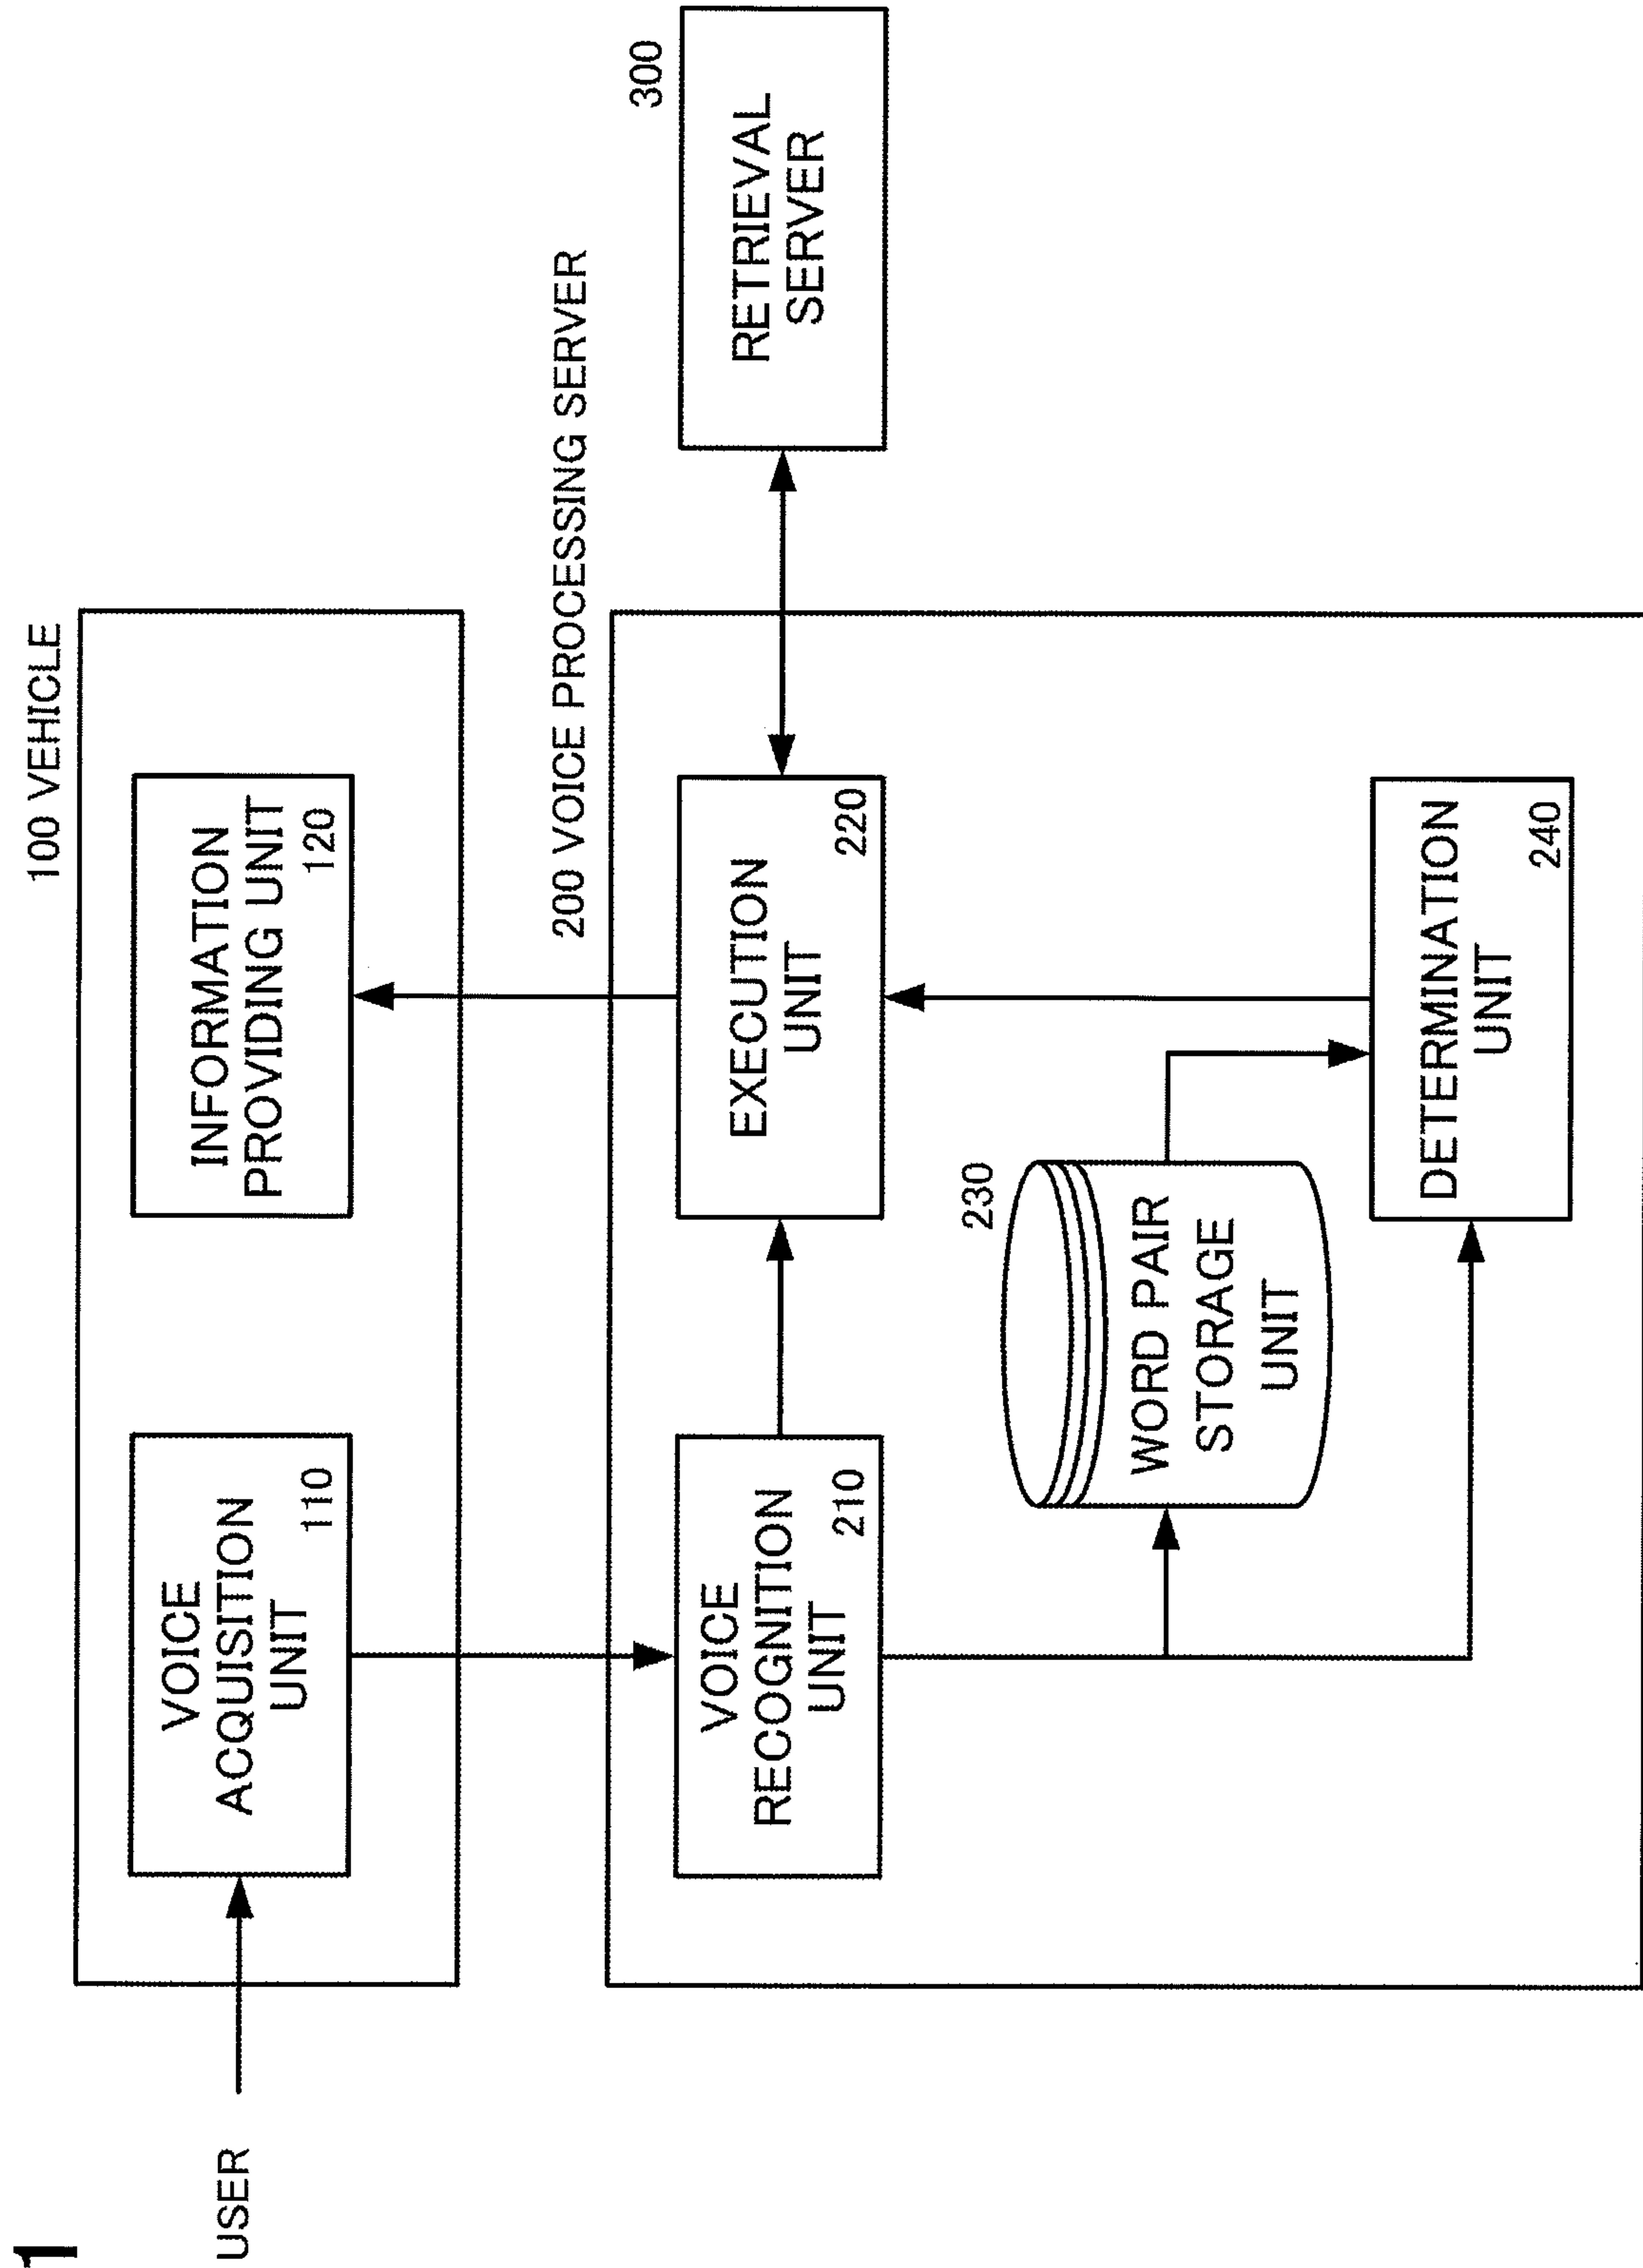 1
100 VEHICLE
USER
VOICE
ACQUISITION
UNIT
110
INFORMATION
PROVIDING UNIT
120
200 VOICE PROCESSING SERVER
VOICE
RECOGNITION
UNIT
210
EXECUTION
UNIT
220
300
RETRIEVAL
SERVER
230
WORD PAIR
STORAGE
UNIT
DETERMINATION
UNIT
240